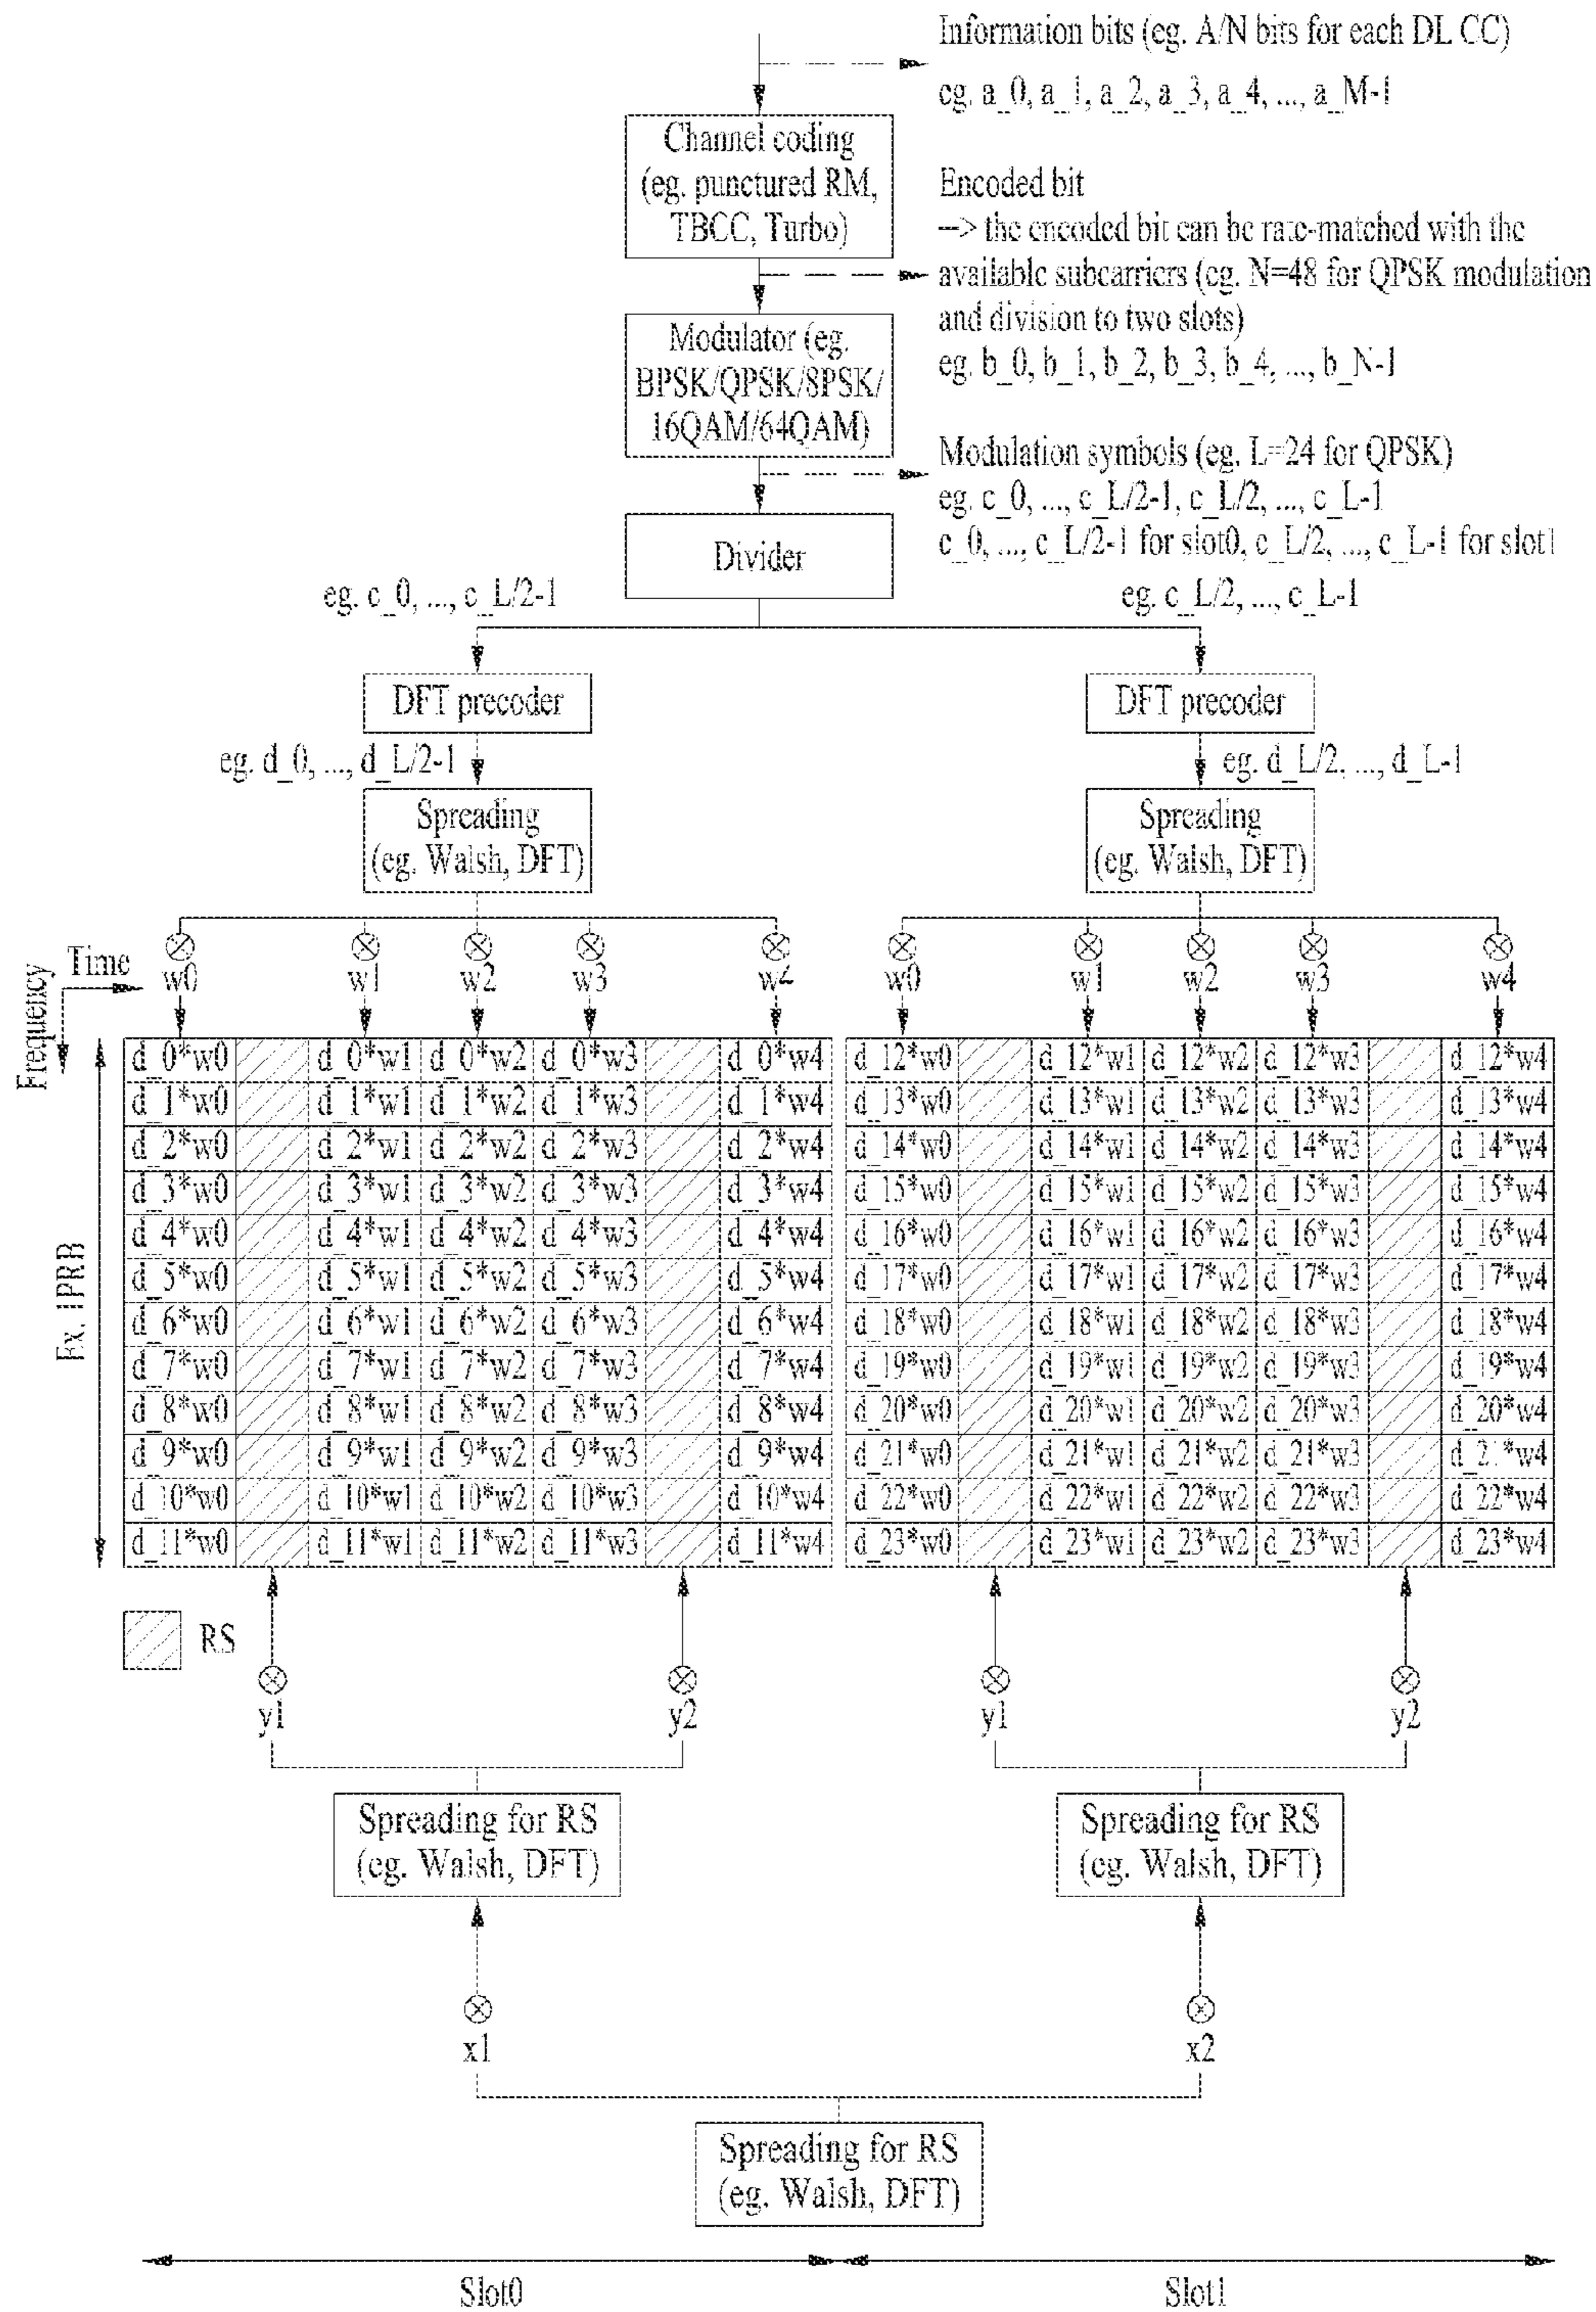 Information bits (eg. A/N bits for each DL CC)
eg. a_0, a_1, a_2, a_3, a_4, ..., a_M-1
Channel coding
(eg. punctured RM,
TBCC, Turbo)
Encoded bit
--> the encoded bit can be rate-matched with the
available subcarriers (eg. N=48 for QPSK modulation
and division to two slots)
eg. b_0, b_1, b_2, b_3, b_4, ..., b_N-1
Modulator (eg.
BPSK/QPSK/8PSK/
16QAM/64QAM)
Modulation symbols (eg. L=24 for QPSK)
eg. c_0, ..., c_L/2-1, c_L/2, ..., c_L-1
c_0, ..., c_L/2-1 for slot0, c_L/2, ..., c_L-1 for slot1
Divider
eg. c_0, ..., c_L/2-1
eg. c_L/2, ..., c_L-1
DFT precoder
DFT precoder
eg. d_0, ..., d_L/2-1
eg. d_L/2, ..., d_L-1
Spreading
(eg. Walsh, DFT)
Spreading
(eg. Walsh, DFT)
Time
Frequency
w0 w1 w2 w3 w4 w0 w1 w2 w3 w4
Ex. 1PRB
d_0*w0 d_0*w1 d_0*w2 d_0*w3 d_0*w4 d_12*w0 d_12*w1 d_12*w2 d_12*w3 d_12*w4
d_1*w0 d_1*w1 d_1*w2 d_1*w3 d_1*w4 d_13*w0 d_13*w1 d_13*w2 d_13*w3 d_13*w4
d_2*w0 d_2*w1 d_2*w2 d_2*w3 d_2*w4 d_14*w0 d_14*w1 d_14*w2 d_14*w3 d_14*w4
d_3*w0 d_3*w1 d_3*w2 d_3*w3 d_3*w4 d_15*w0 d_15*w1 d_15*w2 d_15*w3 d_15*w4
d_4*w0 d_4*w1 d_4*w2 d_4*w3 d_4*w4 d_16*w0 d_16*w1 d_16*w2 d_16*w3 d_16*w4
d_5*w0 d_5*w1 d_5*w2 d_5*w3 d_5*w4 d_17*w0 d_17*w1 d_17*w2 d_17*w3 d_17*w4
d_6*w0 d_6*w1 d_6*w2 d_6*w3 d_6*w4 d_18*w0 d_18*w1 d_18*w2 d_18*w3 d_18*w4
d_7*w0 d_7*w1 d_7*w2 d_7*w3 d_7*w4 d_19*w0 d_19*w1 d_19*w2 d_19*w3 d_19*w4
d_8*w0 d_8*w1 d_8*w2 d_8*w3 d_8*w4 d_20*w0 d_20*w1 d_20*w2 d_20*w3 d_20*w4
d_9*w0 d_9*w1 d_9*w2 d_9*w3 d_9*w4 d_21*w0 d_21*w1 d_21*w2 d_21*w3 d_21*w4
d_10*w0 d_10*w1 d_10*w2 d_10*w3 d_10*w4 d_22*w0 d_22*w1 d_22*w2 d_22*w3 d_22*w4
d_11*w0 d_11*w1 d_11*w2 d_11*w3 d_11*w4 d_23*w0 d_23*w1 d_23*w2 d_23*w3 d_23*w4
RS
y1 y2 y1 y2
Spreading for RS
(eg. Walsh, DFT)
Spreading for RS
(eg. Walsh, DFT)
x1 x2
Spreading for RS
(eg. Walsh, DFT)
Slot0 Slot1